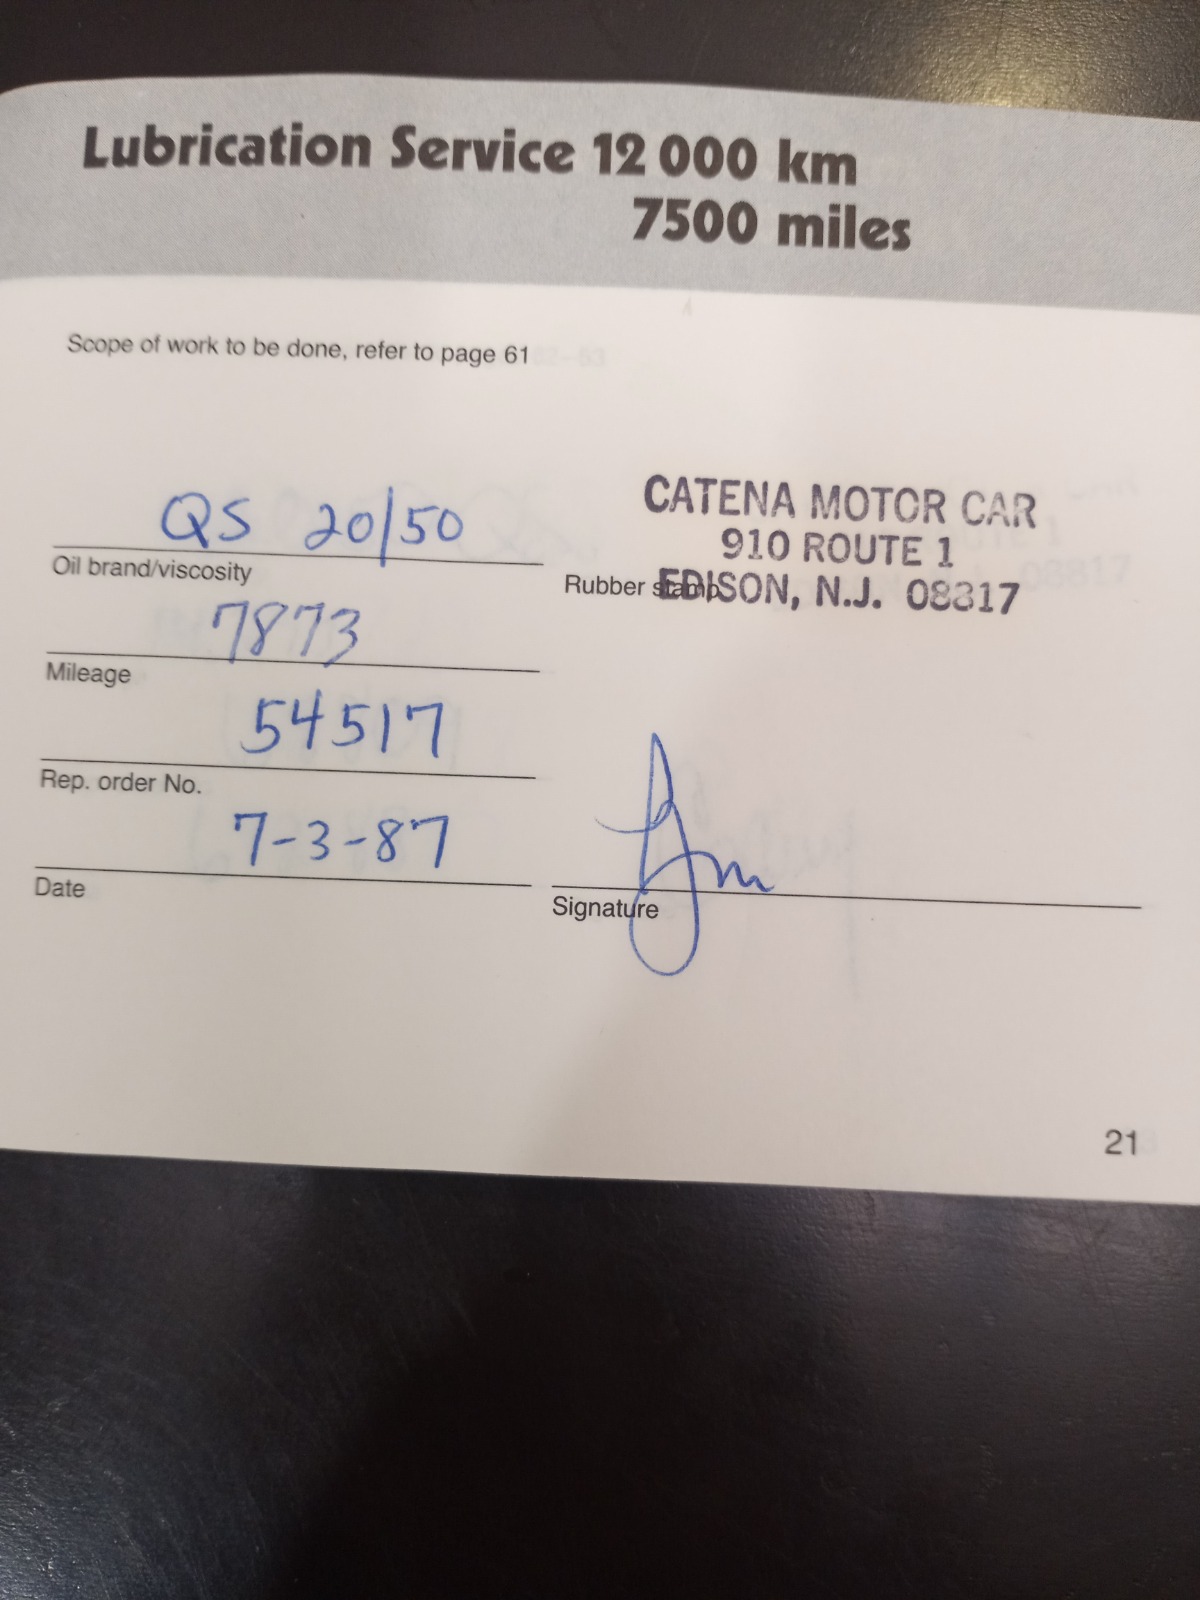 Lubrication Service 12 000 km
7500 miles
Scope of work to be done, refer to page 61
QS 20/50
Oil brand/viscosity
CATENA MOTOR CAR
910 ROUTE 1
Rubber stamp
EDISON, N.J. 08817
7873
Mileage
54517
Rep. order No.
7-3-87
Date
Signature
21